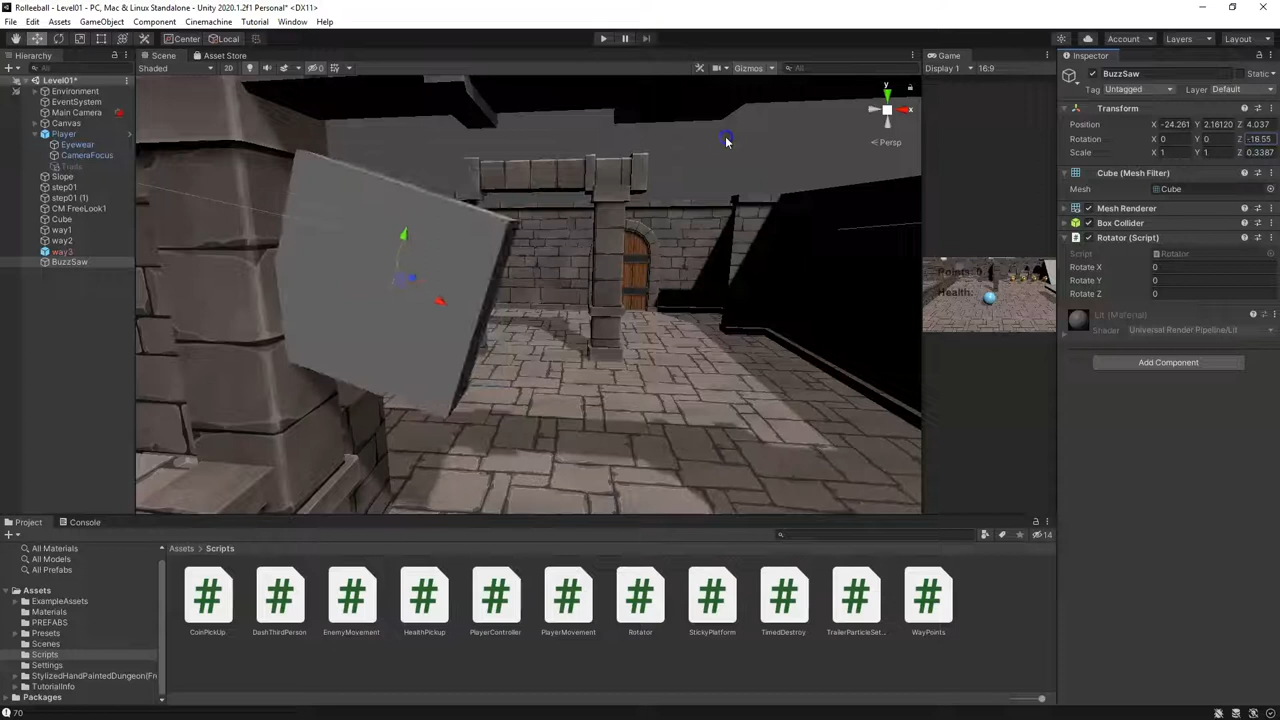 Rolleeball - Level01 - PC, Mac & Linux Standalone - Unity 2020.1.2f1 Personal* <DX11>
File Edit Assets GameObject Component Cinemachine Tutorial Window Help
Center Local Account Layers Layout
Hierarchy Scene Asset Store Game Inspector
All Shaded 2D 0 Gizmos All Display 1 16:9 BuzzSaw Static
Tag Untagged Layer Default
Level01*
Environment
EventSystem
Main Camera
Canvas
Player
Eyewear
CameraFocus
Trails
Slope
step01
step01 (1)
CM FreeLook1
Cube
way1
way2
way3
BuzzSaw
y
x
Persp
Points: 0
Health:
Transform
Position X -24.261 Y 2.16120 Z 4.037
Rotation X 0 Y 0 Z -18.55
Scale X 1 Y 1 Z 0.3387
Cube (Mesh Filter)
Mesh Cube
Mesh Renderer
Box Collider
Rotator (Script)
Script Rotator
Rotate X 0
Rotate Y 0
Rotate Z 0
Lit (Material)
Shader Universal Render Pipeline/Lit
Add Component
Project Console
14
All Materials
All Models
All Prefabs
Assets
ExampleAssets
Materials
PREFABS
Presets
Scenes
Scripts
Settings
StylizedHandPaintedDungeon(Fr
TutorialInfo
Packages
Assets > Scripts
# # # # # # # # # # #
CoinPickUp DashThirdPerson EnemyMovement HealthPickup PlayerController PlayerMovement Rotator StickyPlatform TimedDestroy TrailerParticleSet... WayPoints
70